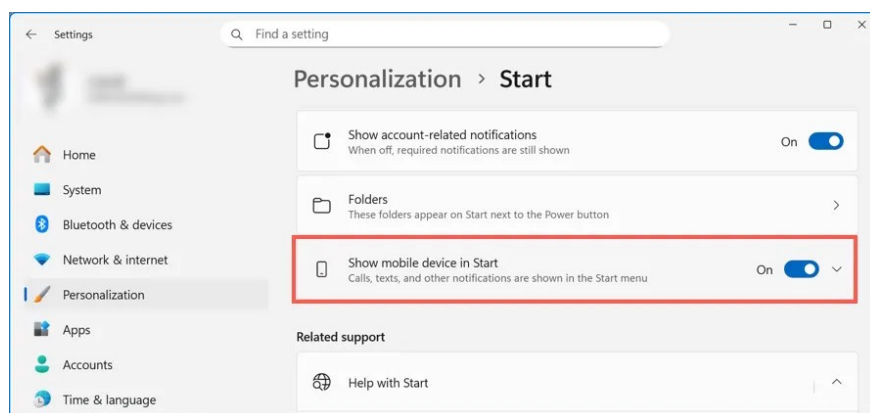 Settings
Find a setting
Personalization > Start
Home
System
Bluetooth & devices
Network & internet
Personalization
Apps
Accounts
Time & language
Show account-related notifications
When off, required notifications are still shown
On
Folders
These folders appear on Start next to the Power button
Show mobile device in Start
Calls, texts, and other notifications are shown in the Start menu
On
Related support
Help with Start